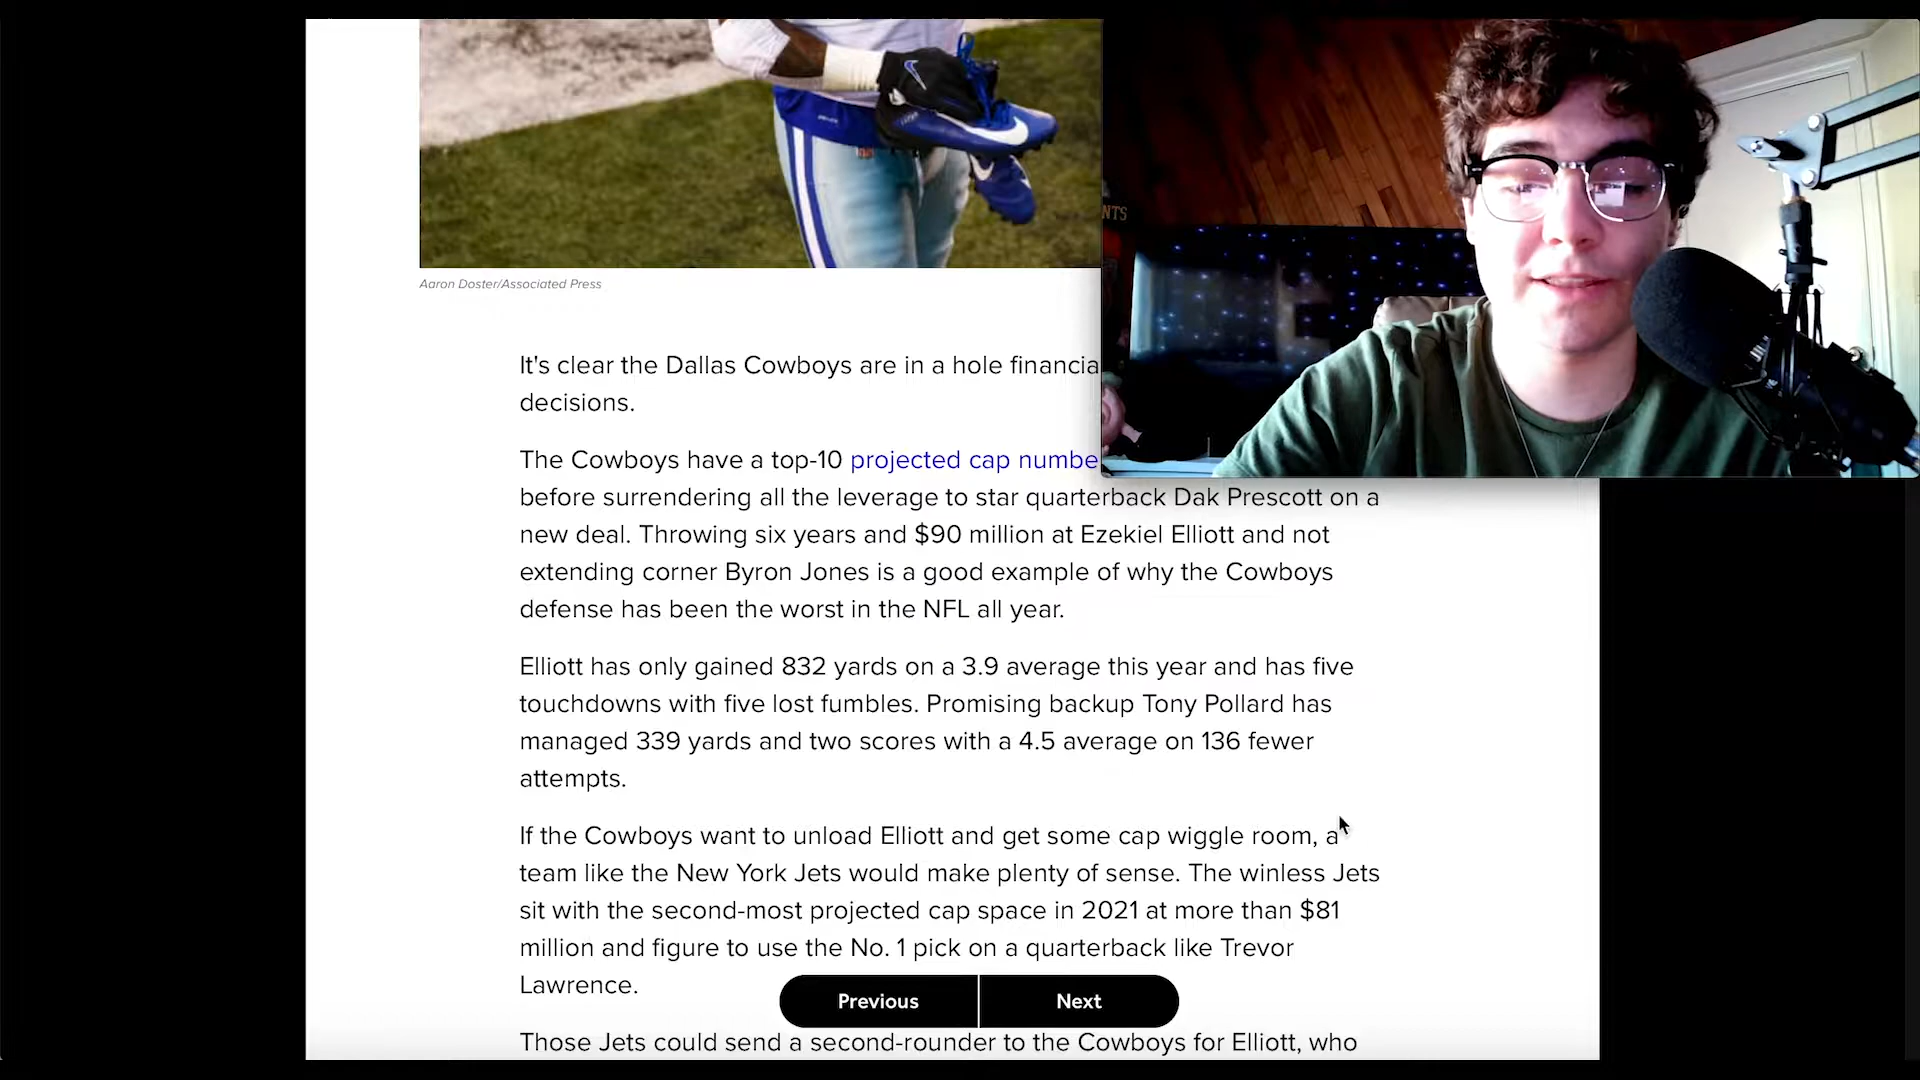 NTS
Aaron Doster/Associated Press
It's clear the Dallas Cowboys are in a hole
decisions.
The Cowboys have a top-10 projected cap
before surrendering all the leverage to star quarterback Dak Prescott on a
new deal. Throwing six years and $90 million at Ezekiel Elliott and not
extending corner Byron Jones is a good example of why the Cowboys
defense has been the worst in the NFL all year.
Elliott has only gained 832 yards on a 3.9 average this year and has five
touchdowns with five lost fumbles. Promising backup Tony Pollard has
managed 339 yards and two scores with a 4.5 average on 136 fewer
attempts.
If the Cowboys want to unload Elliott and get some cap wiggle room, a
team like the New York Jets would make plenty of sense. The winless Jets
sit with the second-most projected cap space in 2021 at more than $81
million and figure to use the No. 1 pick on a quarterback like Trevor
Lawrence.
Previous Next
Those Jets could send a second-rounder to the Cowboys for Elliott, who